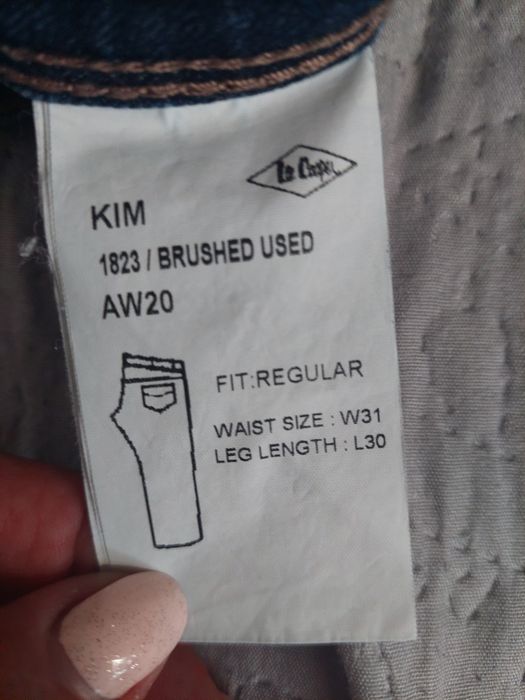 Lee Cooper
KIM
1823 / BRUSHED USED
AW20
FIT:REGULAR
WAIST SIZE : W31
LEG LENGTH : L30